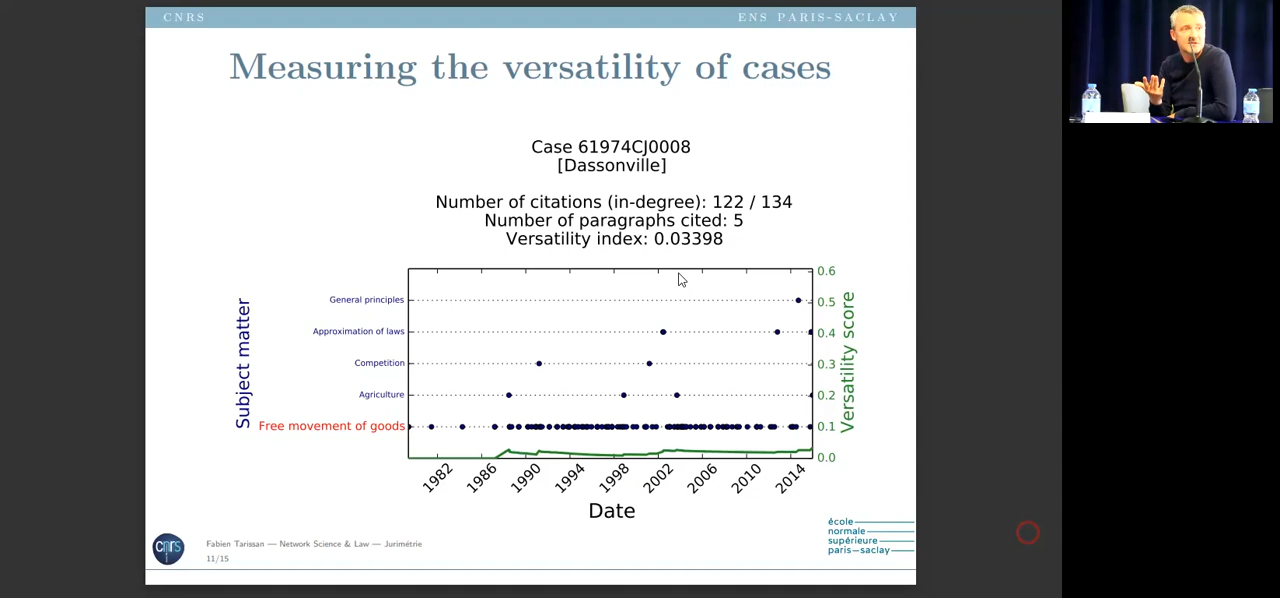 CNRS
ENS PARIS-SACLAY
Measuring the versatility of cases
Case 61974CJ0008
[Dassonville]
Number of citations (in-degree): 122 / 134
Number of paragraphs cited: 5
Versatility index: 0.03398
Subject matter
General principles
Approximation of laws
Competition
Agriculture
Free movement of goods
0.6
0.5
0.4
0.3
0.2
0.1
0.0
Versatility score
1982
1986
1990
1994
1998
2002
2006
2010
2014
Date
cnrs
Fabien Tarissan — Network Science & Law — Jurimétrie
11/15
école
normale
supérieure
paris–saclay